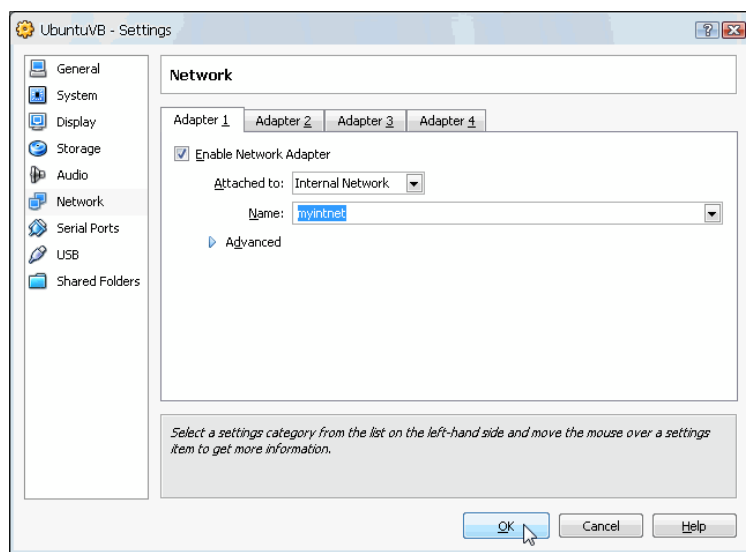 UbuntuVB - Settings
General
System
Display
Storage
Audio
Network
Serial Ports
USB
Shared Folders
Network
Adapter 1
Adapter 2
Adapter 3
Adapter 4
Enable Network Adapter
Attached to: Internal Network
Name: myintnet
Advanced
Select a settings category from the list on the left-hand side and move the mouse over a settings
item to get more information.
OK
Cancel
Help